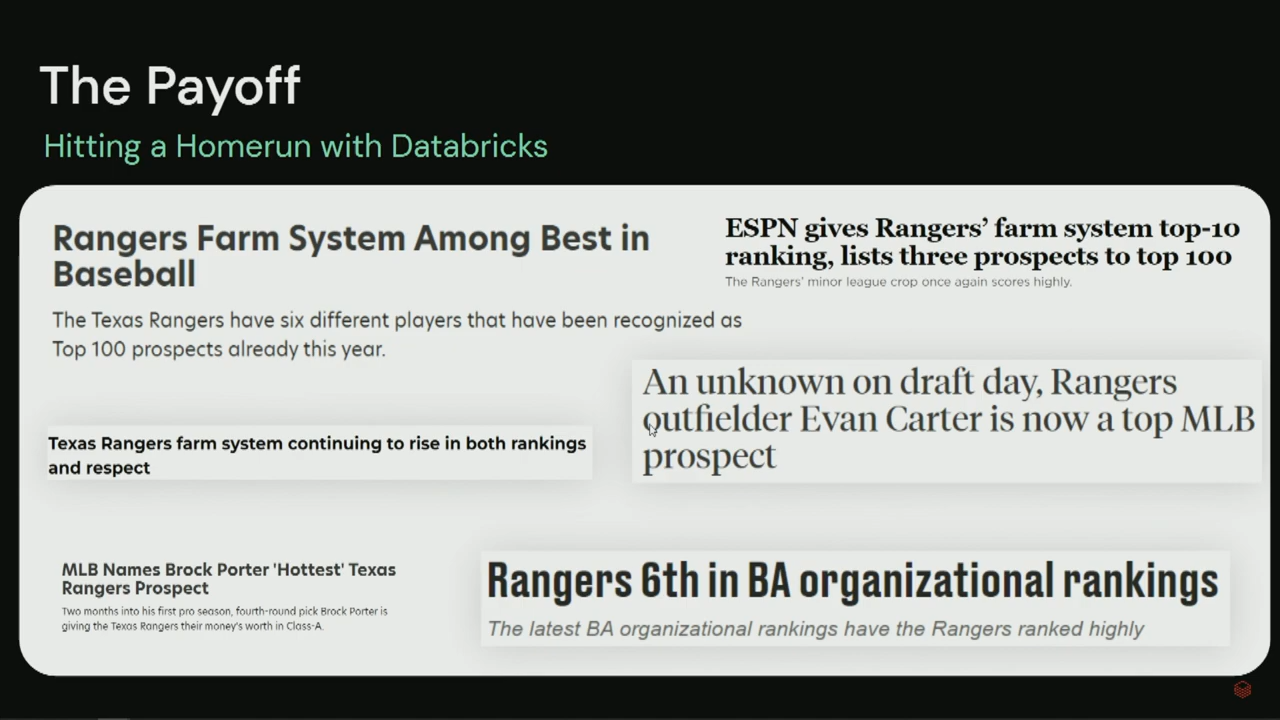 The Payoff
Hitting a Homerun with Databricks
Rangers Farm System Among Best in
Baseball
The Texas Rangers have six different players that have been recognized as
Top 100 prospects already this year.
ESPN gives Rangers’ farm system top-10
ranking, lists three prospects to top 100
The Rangers’ minor league crop once again scores highly.
An unknown on draft day, Rangers
outfielder Evan Carter is now a top MLB
prospect
Texas Rangers farm system continuing to rise in both rankings
and respect
MLB Names Brock Porter 'Hottest' Texas
Rangers Prospect
Two months into his first pro season, fourth-round pick Brock Porter is
giving the Texas Rangers their money's worth in Class-A.
Rangers 6th in BA organizational rankings
The latest BA organizational rankings have the Rangers ranked highly